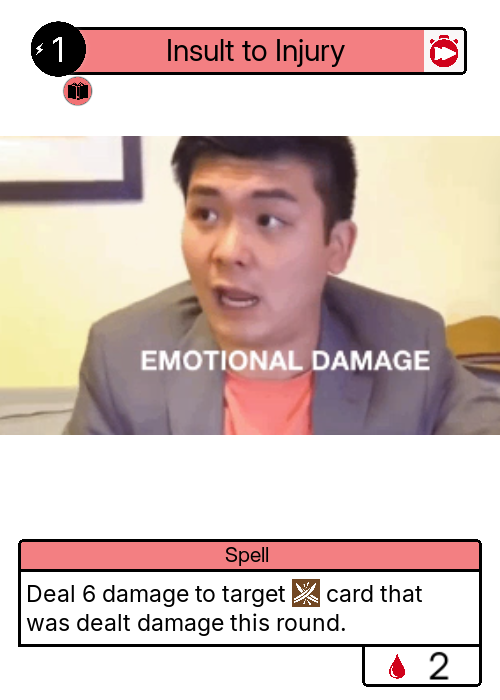 1
Insult to Injury
EMOTIONAL DAMAGE
Spell
Deal 6 damage to target card that
was dealt damage this round.
2